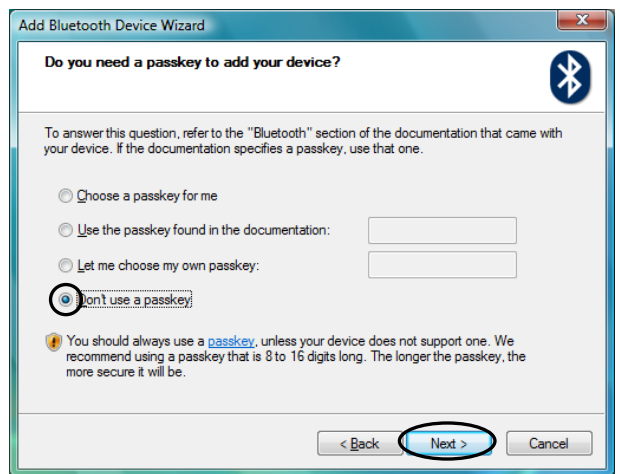 Add Bluetooth Device Wizard
Do you need a passkey to add your device?
To answer this question, refer to the "Bluetooth" section of the documentation that came with
your device. If the documentation specifies a passkey, use that one.
Choose a passkey for me
Use the passkey found in the documentation:
Let me choose my own passkey:
Don't use a passkey
You should always use a passkey, unless your device does not support one. We
recommend using a passkey that is 8 to 16 digits long. The longer the passkey, the
more secure it will be.
< Back Next > Cancel